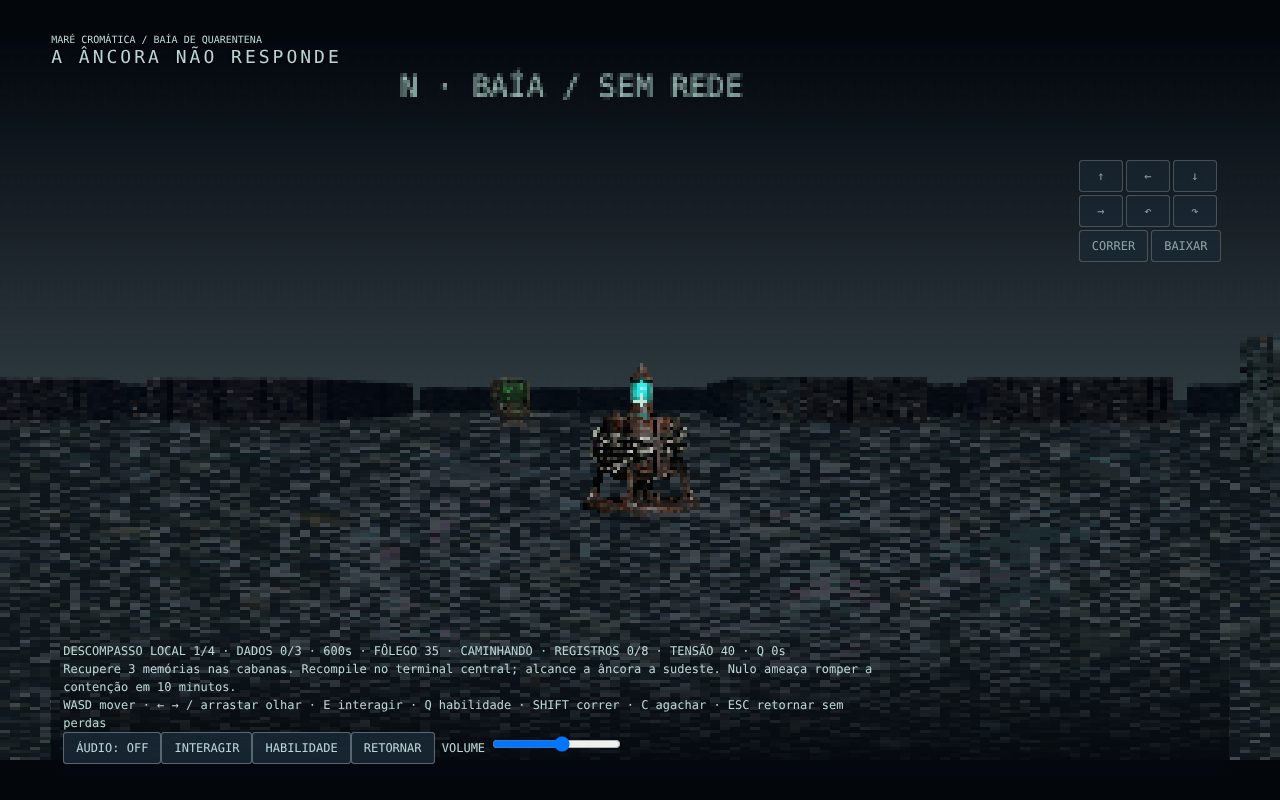 MARÉ CROMÁTICA / BAÍA DE QUARENTENA
A ÂNCORA NÃO RESPONDE
N · BAÍA / SEM REDE
↑ ← ↓
→ ↶ ↷
CORRER BAIXAR
DESCOMPASSO LOCAL 1/4 · DADOS 0/3 · 600s · FÔLEGO 35 · CAMINHANDO · REGISTROS 0/8 · TENSÃO 40 · Q 0s
Recupere 3 memórias nas cabanas. Recompile no terminal central; alcance a âncora a sudeste. Nulo ameaça romper a
contenção em 10 minutos.
WASD mover · ← → / arrastar olhar · E interagir · Q habilidade · SHIFT correr · C agachar · ESC retornar sem
perdas
ÁUDIO: OFF INTERAGIR HABILIDADE RETORNAR VOLUME